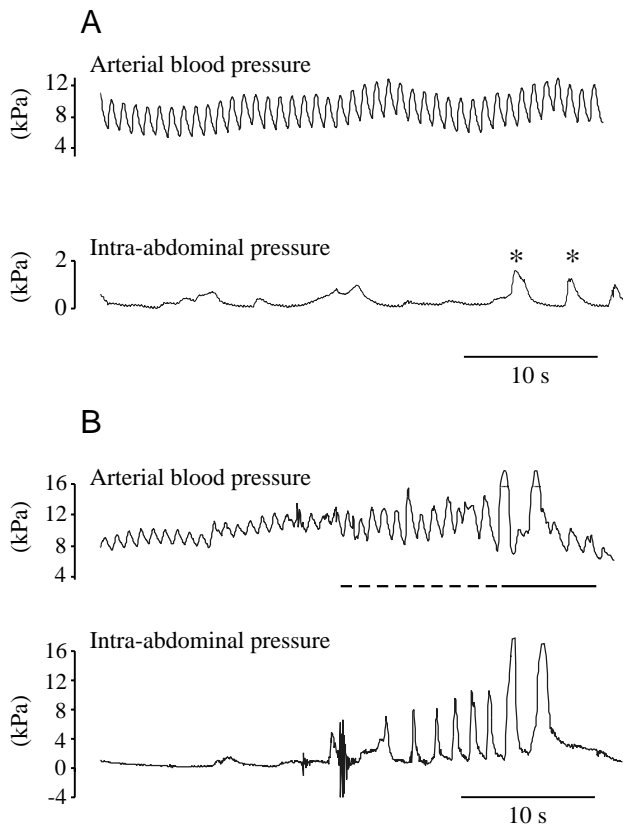 A
Arterial blood pressure
(kPa)
12
8
4
Intra-abdominal pressure
(kPa)
2
0
* *
10 s
B
Arterial blood pressure
(kPa)
16
12
8
4
Intra-abdominal pressure
(kPa)
16
12
8
4
0
-4
10 s